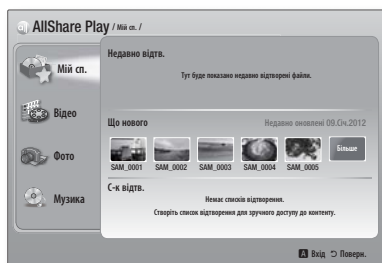 AllShare Play / Мій сп. /
Мій сп.
Відео
Фото
Музика
Недавно відтв.
Тут буде показано недавно відтворені файли.
Що нового
Недавно оновлені 09.Січ.2012
SAM_0001 SAM_0002 SAM_0003 SAM_0004 SAM_0005 Більше
С-к відтв.
Немає списків відтворення.
Створіть список відтворення для зручного доступу до контенту.
A Вхід Поверн.